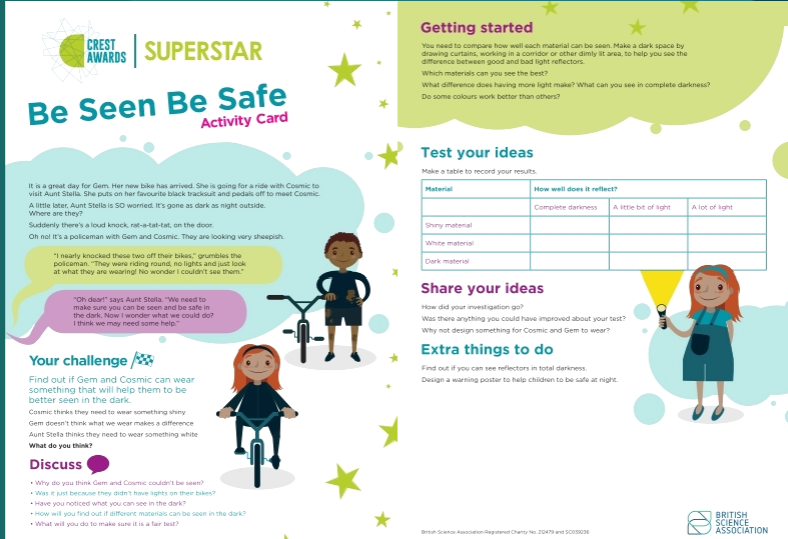 CREST
AWARDS
SUPERSTAR
Be Seen Be Safe
Activity Card
It is a great day for Gem. Her new bike has arrived. She is going for a ride with Cosmic to
visit Aunt Stella. She puts on her favourite black tracksuit and pedals off to meet Cosmic.
A little later, Aunt Stella is SO worried. It's gone as dark as night outside.
Where are they?
Suddenly there's a loud knock, rat-a-tat-tat, on the door.
Oh no! It's a policeman with Gem and Cosmic. They are looking very sheepish.
"I nearly knocked these two off their bikes," grumbles the
policeman. "They were riding round, no lights and just look
at what they are wearing! No wonder I couldn't see them."
"Oh dear!" says Aunt Stella. "We need to
make sure you can be seen and be safe in
the dark. Now I wonder what we could do?
I think we may need some help."
Your challenge
Find out if Gem and Cosmic can wear
something that will help them to be
better seen in the dark.
Cosmic thinks they need to wear something shiny
Gem doesn't think what we wear makes a difference
Aunt Stella thinks they need to wear something white
What do you think?
Discuss
• Why do you think Gem and Cosmic couldn't be seen?
• Was it just because they didn't have lights on their bikes?
• Have you noticed what you can see in the dark?
• How will you find out if different materials can be seen in the dark?
• What will you do to make sure it is a fair test?
Getting started
You need to compare how well each material can be seen. Make a dark space by
drawing curtains, working in a corridor or other dimly lit area, to help you see the
difference between good and bad light reflectors.
Which materials can you see the best?
What difference does having more light make? What can you see in complete darkness?
Do some colours work better than others?
Test your ideas
Make a table to record your results.
Material How well does it reflect?
Complete darkness A little bit of light A lot of light
Shiny material
White material
Dark material
Share your ideas
How did your investigation go?
Was there anything you could have improved about your test?
Why not design something for Cosmic and Gem to wear?
Extra things to do
Find out if you can see reflectors in total darkness.
Design a warning poster to help children to be safe at night.
British Science Association Registered Charity No. 212479 and SC039236
BRITISH
SCIENCE
ASSOCIATION